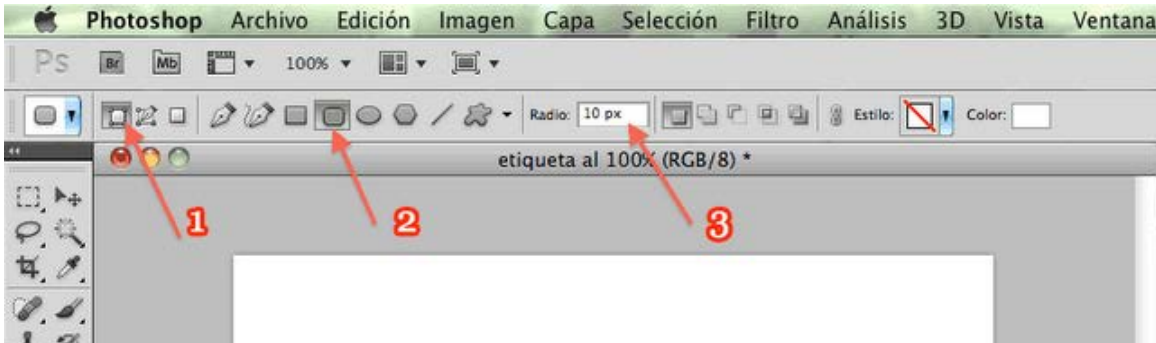 Photoshop Archivo Edición Imagen Capa Selección Filtro Análisis 3D Vista Ventana
Ps Br Mb 100%
Radio: 10 px Estilo: Color:
etiqueta al 100% (RGB/8) *
1 2 3